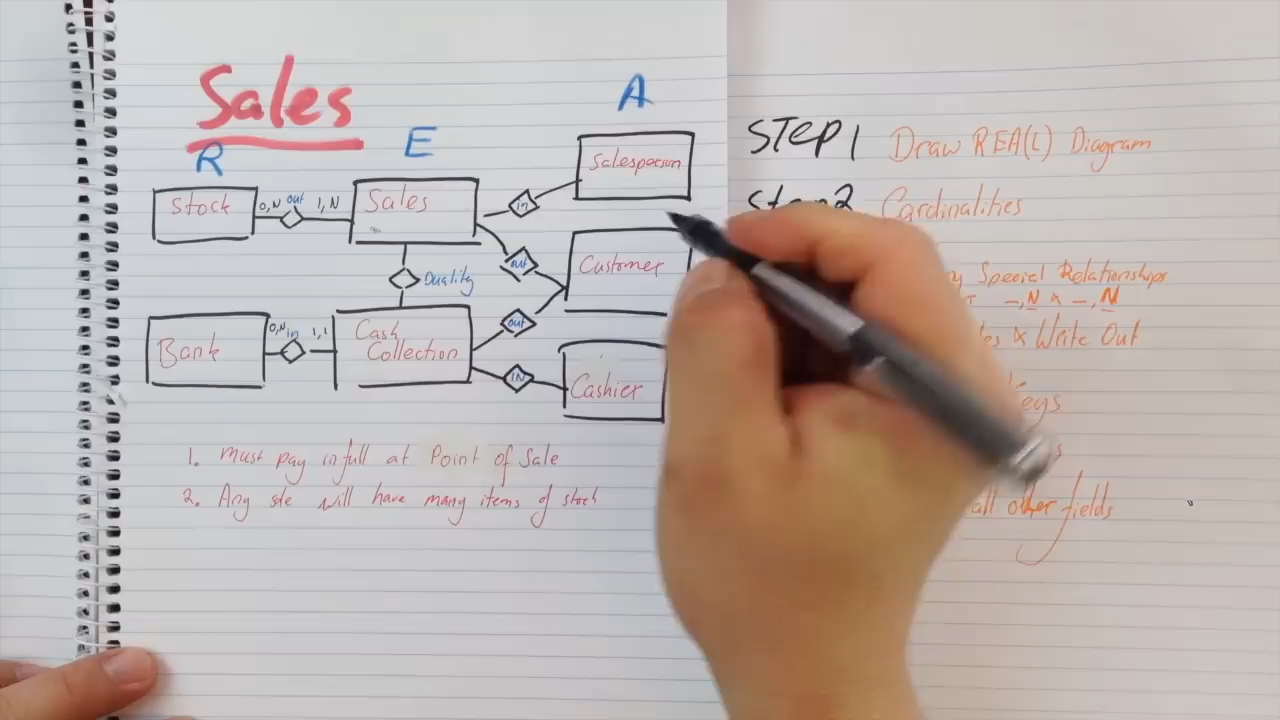 Sales
R
E
A
Stock
0,N
out
1,N
Sales
in
Salesperson
out
Customer
Duality
Bank
0,N
in
1,1
Cash
Collection
out
IN
Cashier
1. Must pay in full at Point of Sale
2. Any sale will have many items of stock
STEP 1 Draw REA(L) Diagram
Step 2 Cardinalities
Special Relationships
-,N & -,N
& Write Out
all other fields